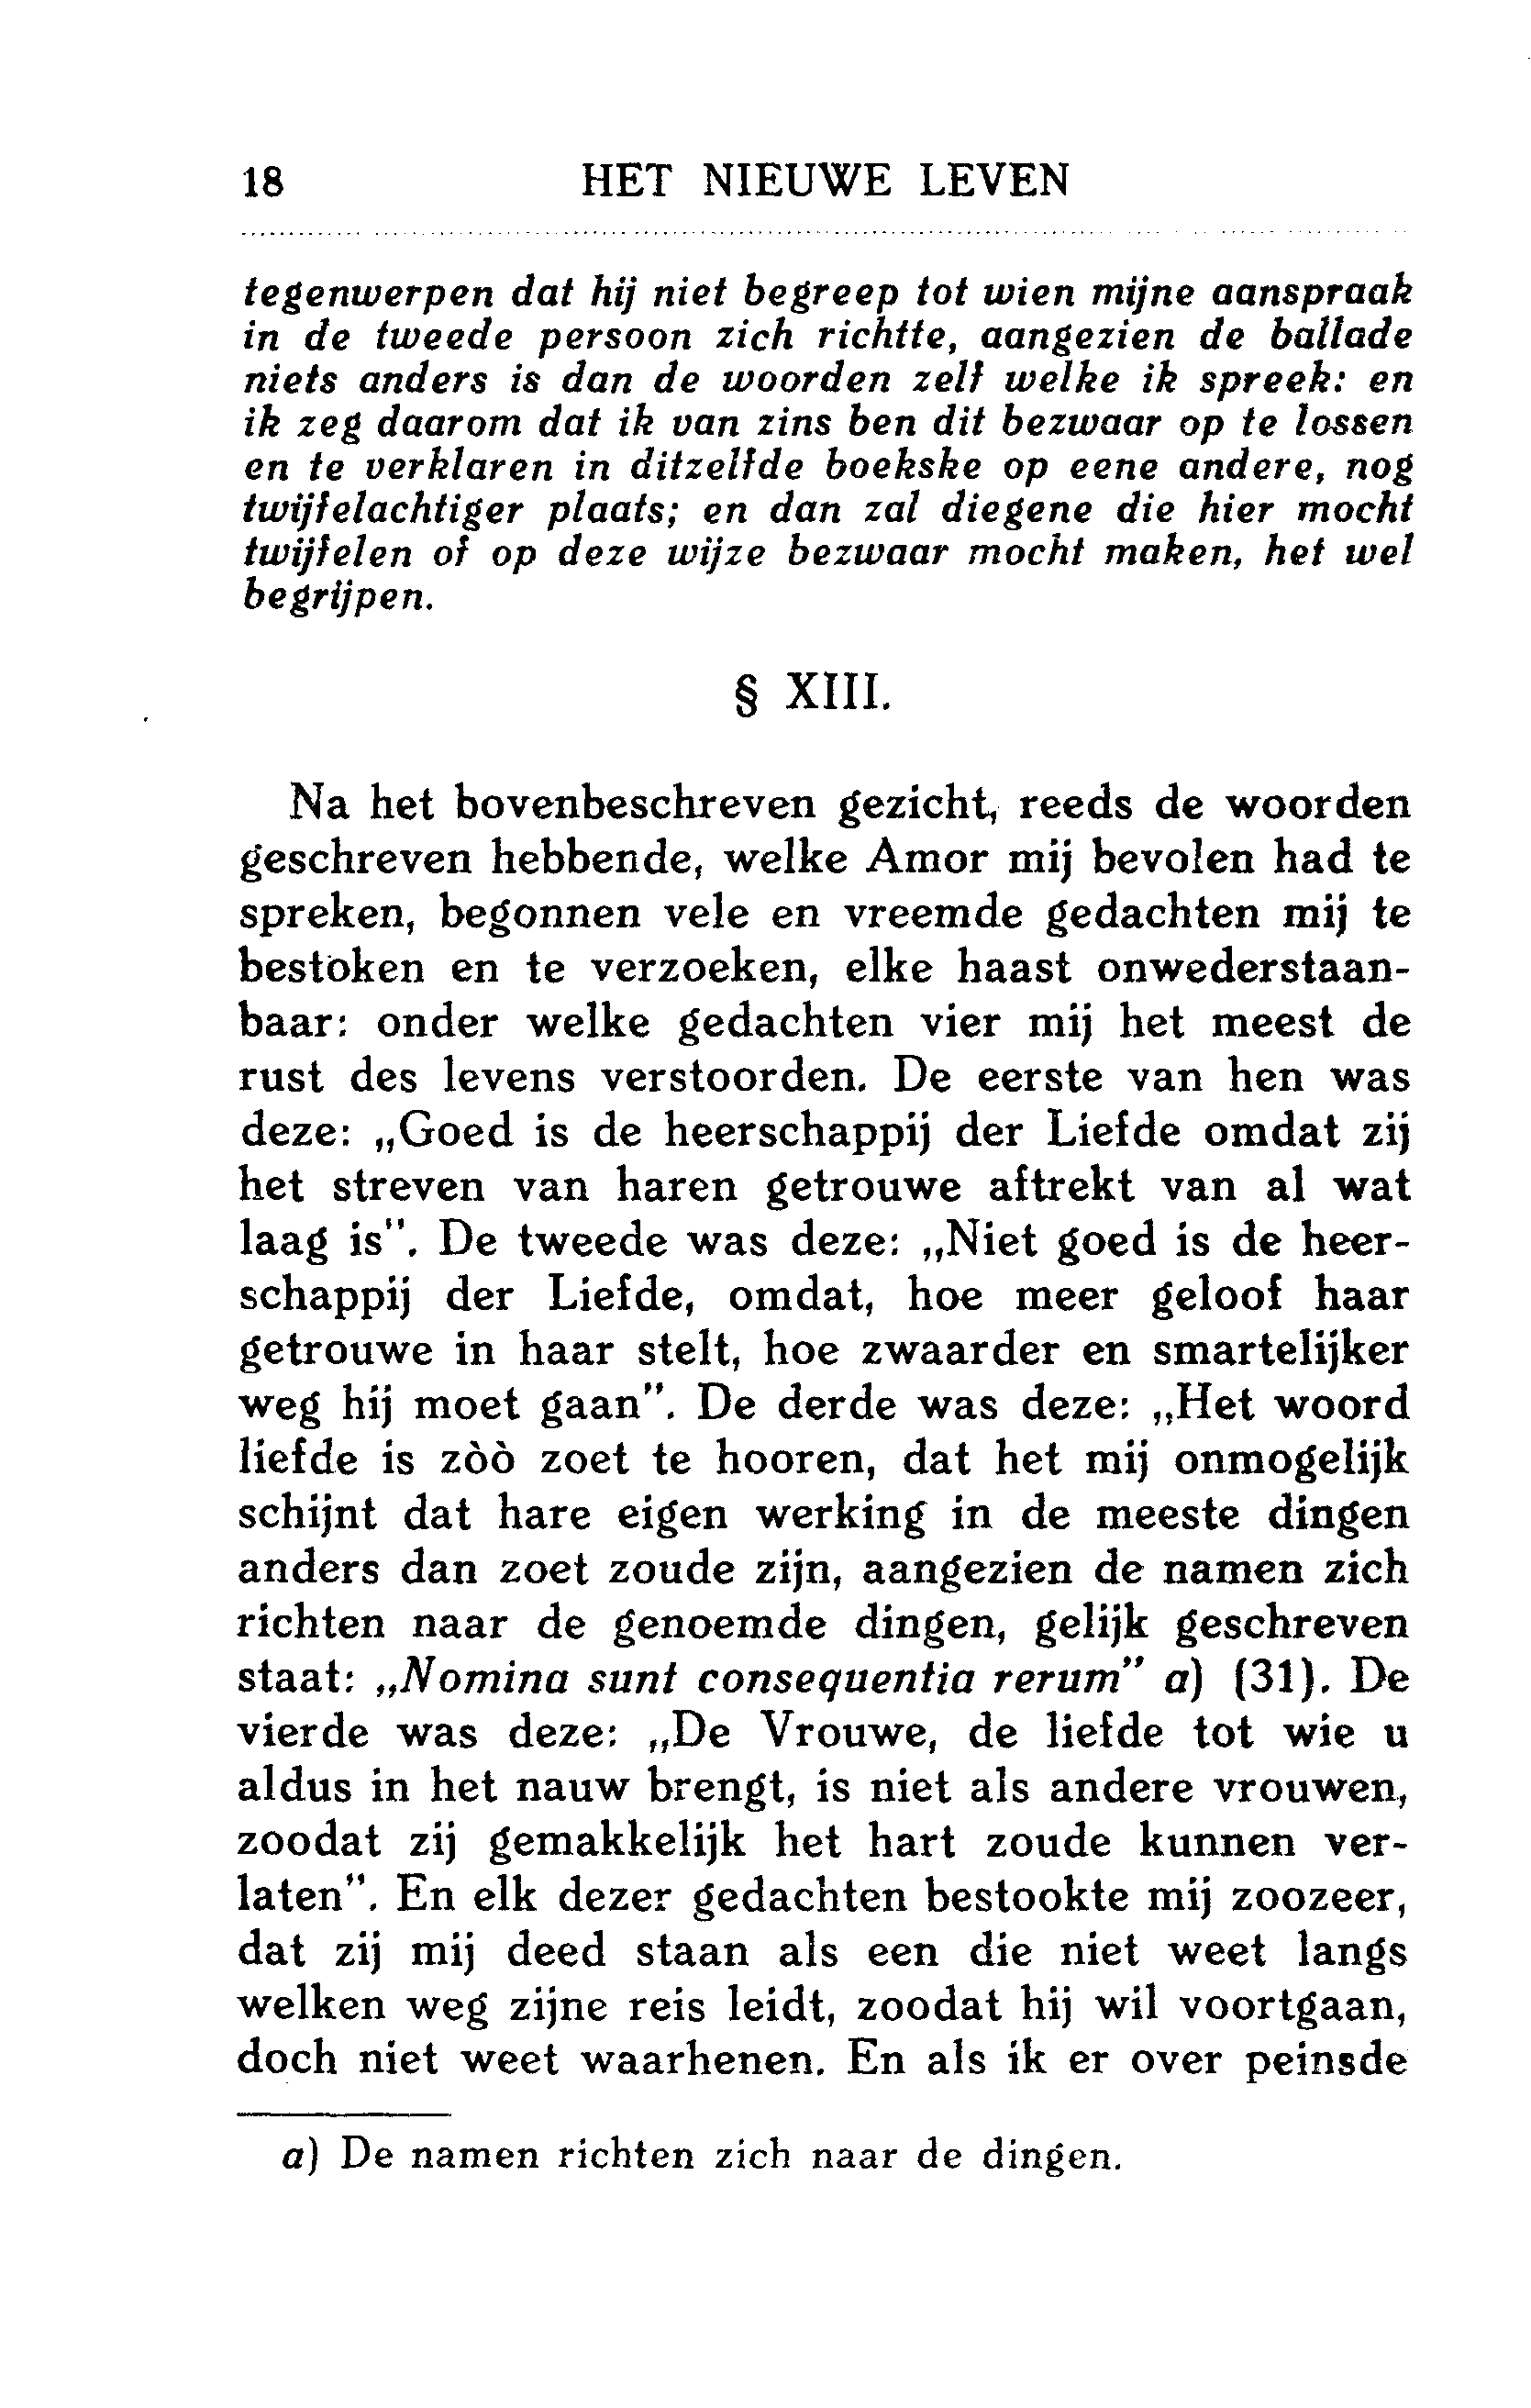 18 HET NIEUWE LEVEN
tegenwerpen dat hij niet begreep tot wien mijne aanspraak
in de tweede persoon zich richtte, aangezien de ballade
niets anders is dan de woorden zelf welke ik spreek: en
ik zeg daarom dat ik van zins ben dit bezwaar op te lossen
en te verklaren in ditzelfde boekske op eene andere, nog
twijfelachtiger plaats; en dan zal diegene die hier mocht
twijfelen of op deze wijze bezwaar mocht maken, het wel
begrijpen.
§ XIII.
Na het bovenbeschreven gezicht, reeds de woorden
geschreven hebbende, welke Amor mij bevolen had te
spreken, begonnen vele en vreemde gedachten mij te
bestoken en te verzoeken, elke haast onwederstaan-
baar: onder welke gedachten vier mij het meest de
rust des levens verstoorden. De eerste van hen was
deze: „Goed is de heerschappij der Liefde omdat zij
het streven van haren getrouwe aftrekt van al wat
laag is". De tweede was deze: „Niet goed is de heer-
schappij der Liefde, omdat, hoe meer geloof haar
getrouwe in haar stelt, hoe zwaarder en smartelijker
weg hij moet gaan". De derde was deze: „Het woord
liefde is zòò zoet te hooren, dat het mij onmogelijk
schijnt dat hare eigen werking in de meeste dingen
anders dan zoet zoude zijn, aangezien de namen zich
richten naar de genoemde dingen, gelijk geschreven
staat: „Nomina sunt consequentia rerum" a) (31). De
vierde was deze: „De Vrouwe, de liefde tot wie u
aldus in het nauw brengt, is niet als andere vrouwen,
zoodat zij gemakkelijk het hart zoude kunnen ver-
laten". En elk dezer gedachten bestookte mij zoozeer,
dat zij mij deed staan als een die niet weet langs
welken weg zijne reis leidt, zoodat hij wil voortgaan,
doch niet weet waarhenen. En als ik er over peinsde
a) De namen richten zich naar de dingen.